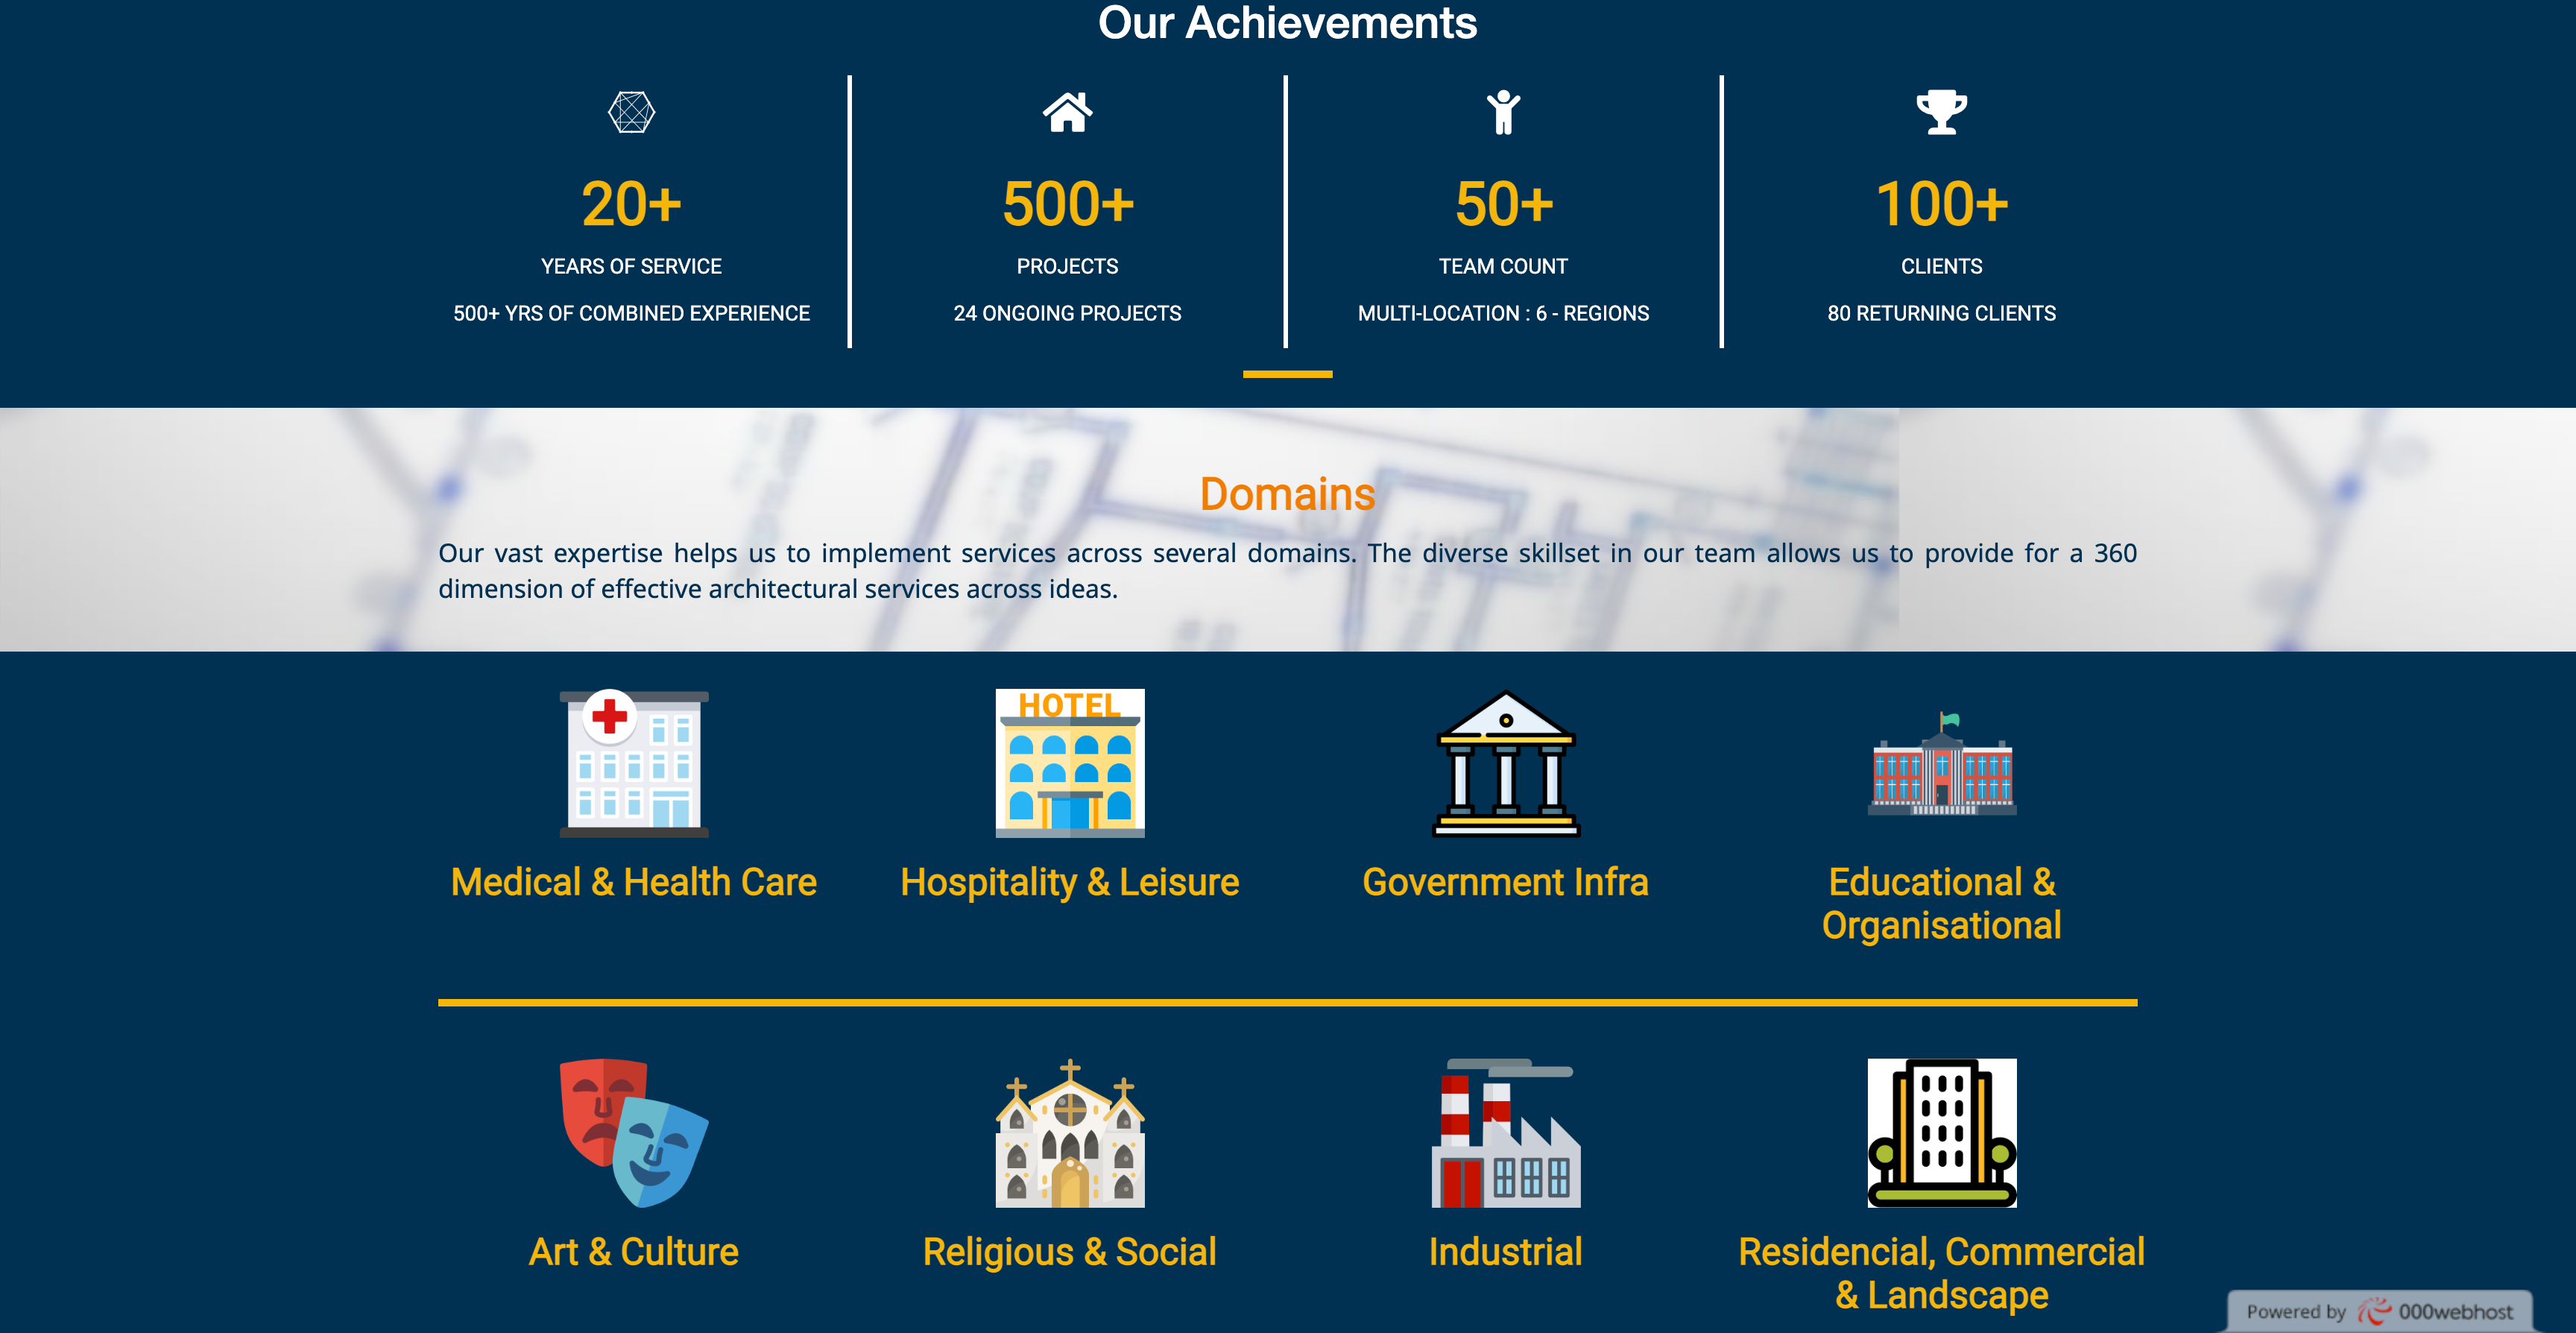 Our Achievements
20+
YEARS OF SERVICE
500+ YRS OF COMBINED EXPERIENCE
500+
PROJECTS
24 ONGOING PROJECTS
50+
TEAM COUNT
MULTI-LOCATION : 6 - REGIONS
100+
CLIENTS
80 RETURNING CLIENTS
Domains
Our vast expertise helps us to implement services across several domains. The diverse skillset in our team allows us to provide for a 360
dimension of effective architectural services across ideas.
Medical & Health Care
HOTEL
Hospitality & Leisure
Government Infra
Educational &
Organisational
Art & Culture
Religious & Social
Industrial
Residencial, Commercial
& Landscape
Powered by 000webhost